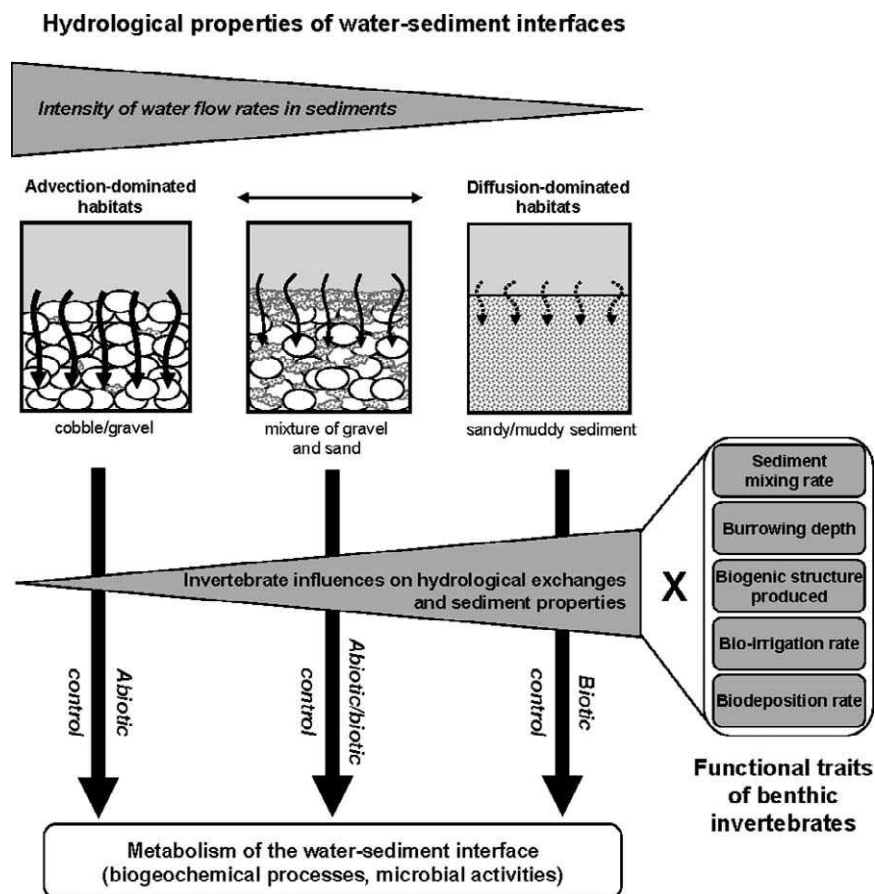 Hydrological properties of water-sediment interfaces
Intensity of water flow rates in sediments
Advection-dominated
habitats
Diffusion-dominated
habitats
cobble/gravel
mixture of gravel
and sand
sandy/muddy sediment
Sediment
mixing rate
Burrowing depth
Biogenic structure
produced
Bio-irrigation rate
Biodeposition rate
Invertebrate influences on hydrological exchanges
and sediment properties
X
Abiotic
control
Abiotic/biotic
control
Biotic
control
Functional traits
of benthic
invertebrates
Metabolism of the water-sediment interface
(biogeochemical processes, microbial activities)